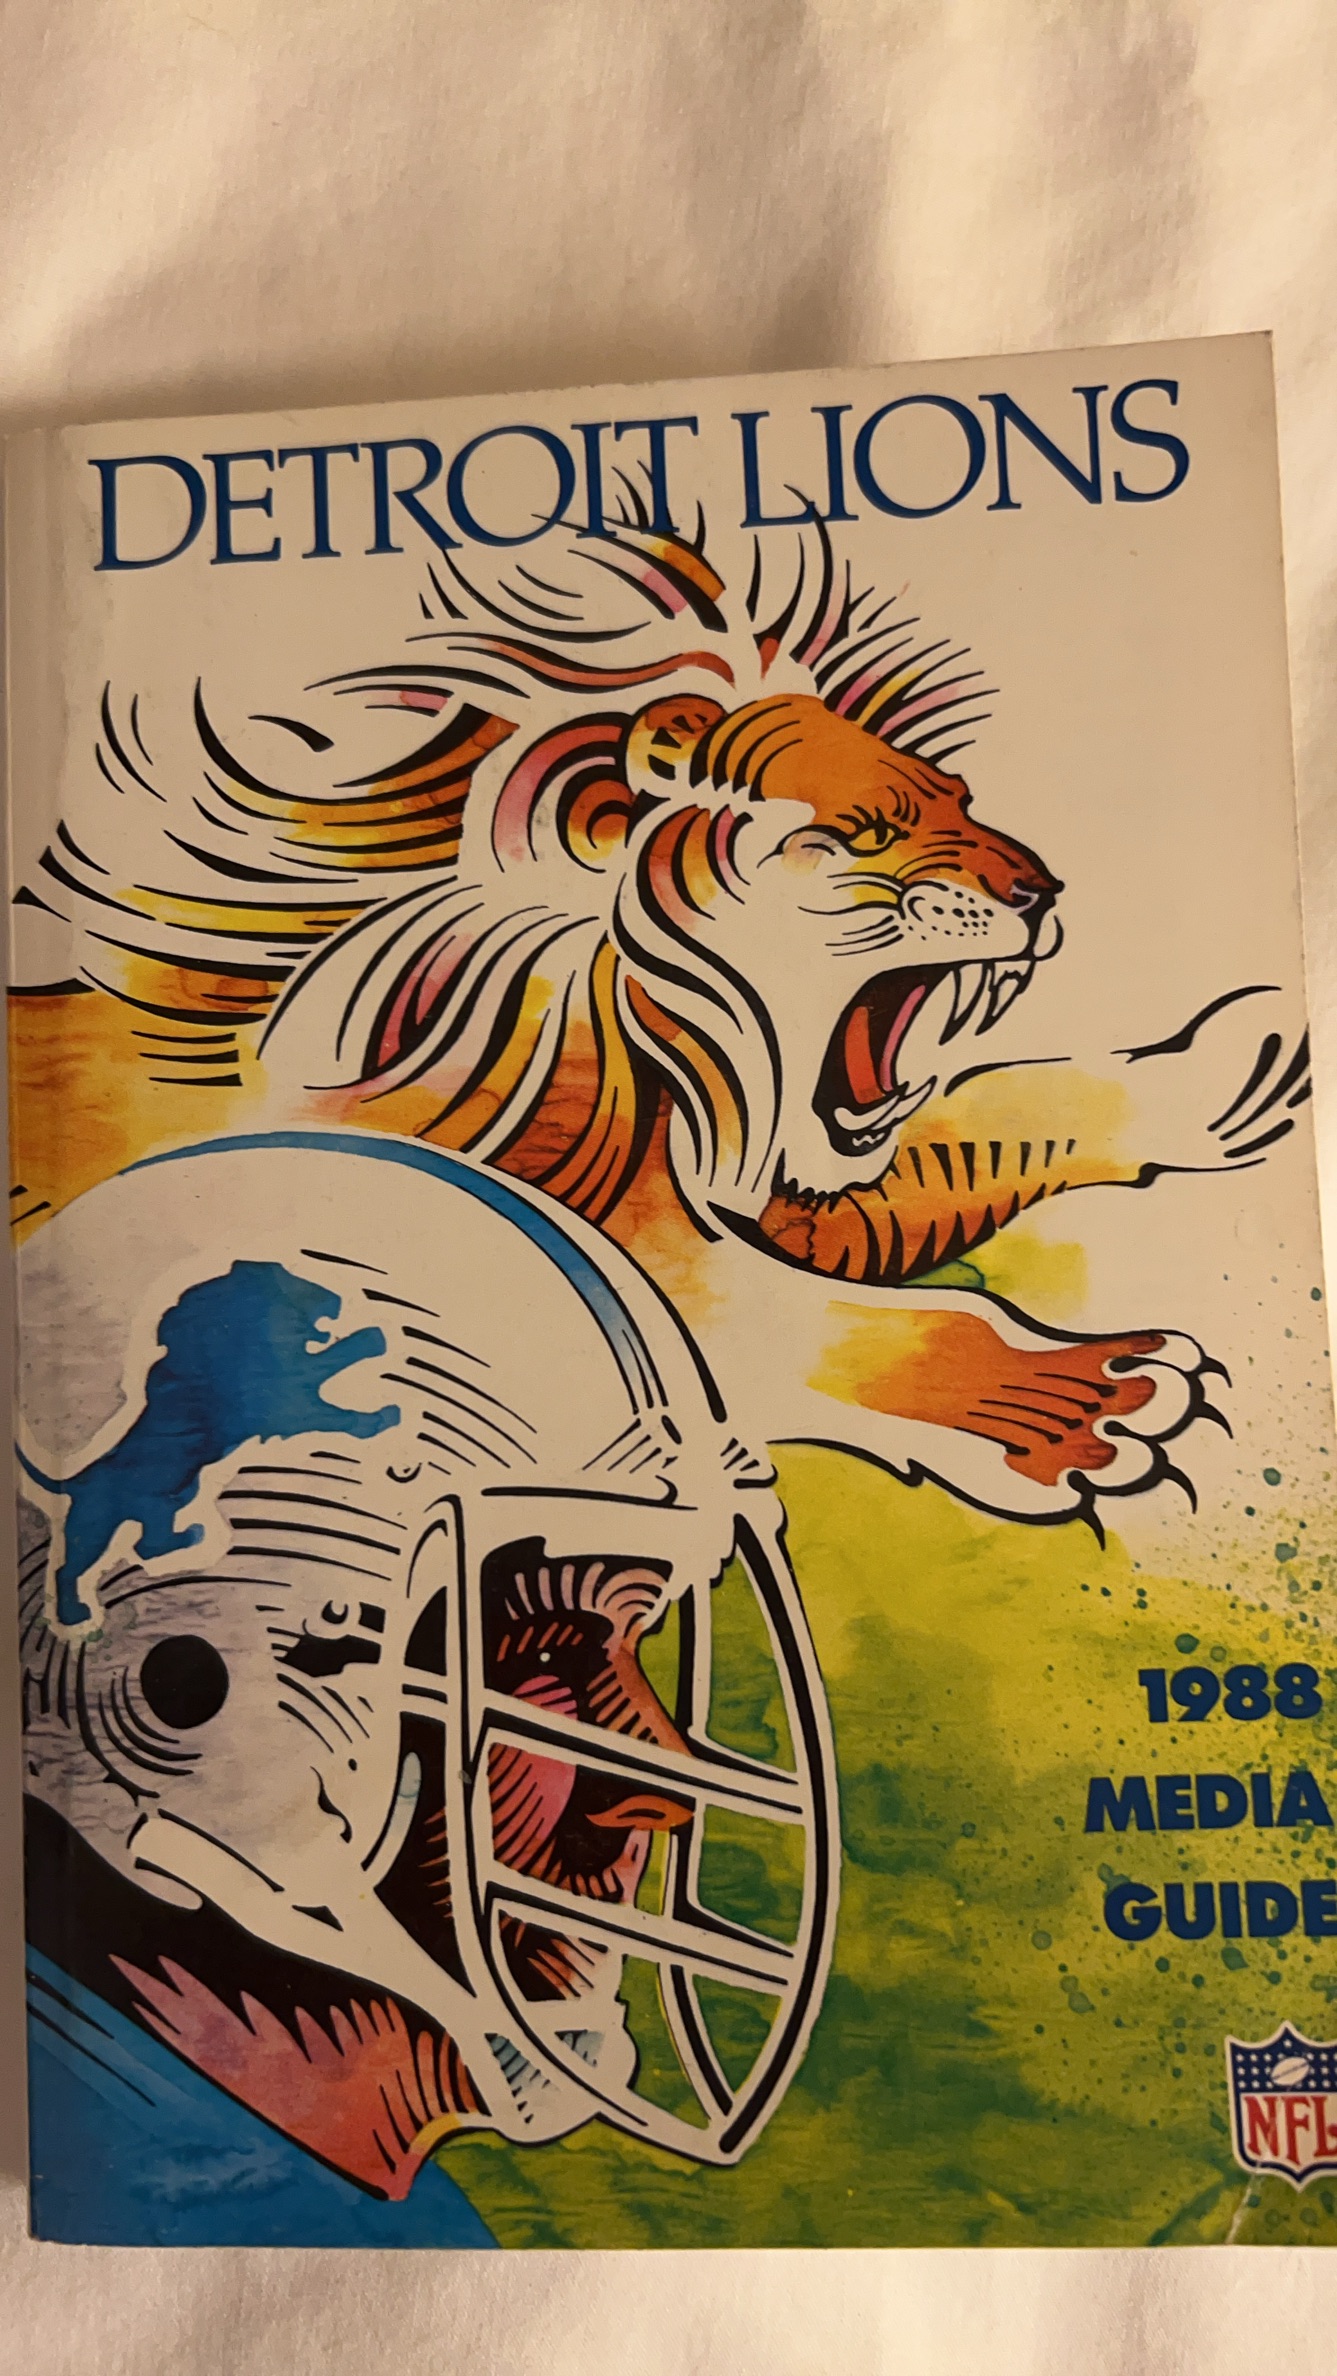 DETROIT LIONS
1988
MEDIA
GUIDE
NFL